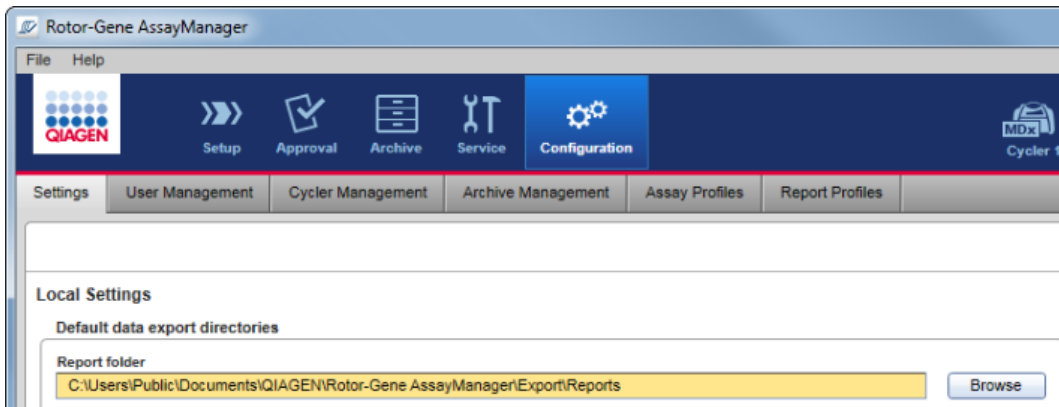 Rotor-Gene AssayManager
File Help
QIAGEN
Setup Approval Archive Service Configuration
MDx
Cycler 1
Settings User Management Cycler Management Archive Management Assay Profiles Report Profiles
Local Settings
Default data export directories
Report folder
C:\Users\Public\Documents\QIAGEN\Rotor-Gene AssayManager\Export\Reports Browse